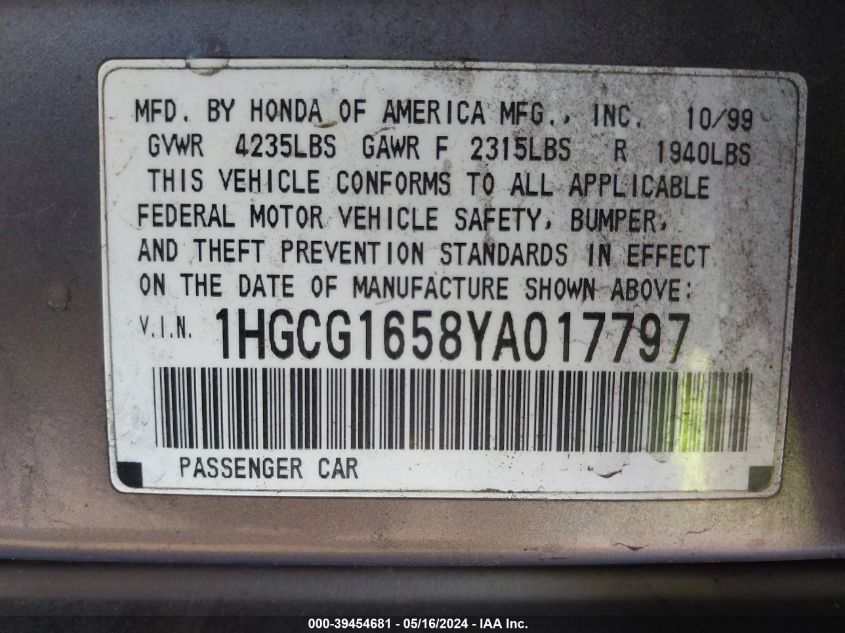 MFD. BY HONDA OF AMERICA MFG., INC. 10/99
GVWR 4235LBS GAWR F 2315LBS R 1940LBS
THIS VEHICLE CONFORMS TO ALL APPLICABLE
FEDERAL MOTOR VEHICLE SAFETY, BUMPER,
AND THEFT PREVENTION STANDARDS IN EFFECT
ON THE DATE OF MANUFACTURE SHOWN ABOVE:
V.I.N. 1HGCG1658YA017797
PASSENGER CAR
000-39454681 - 05/16/2024 - IAA Inc.